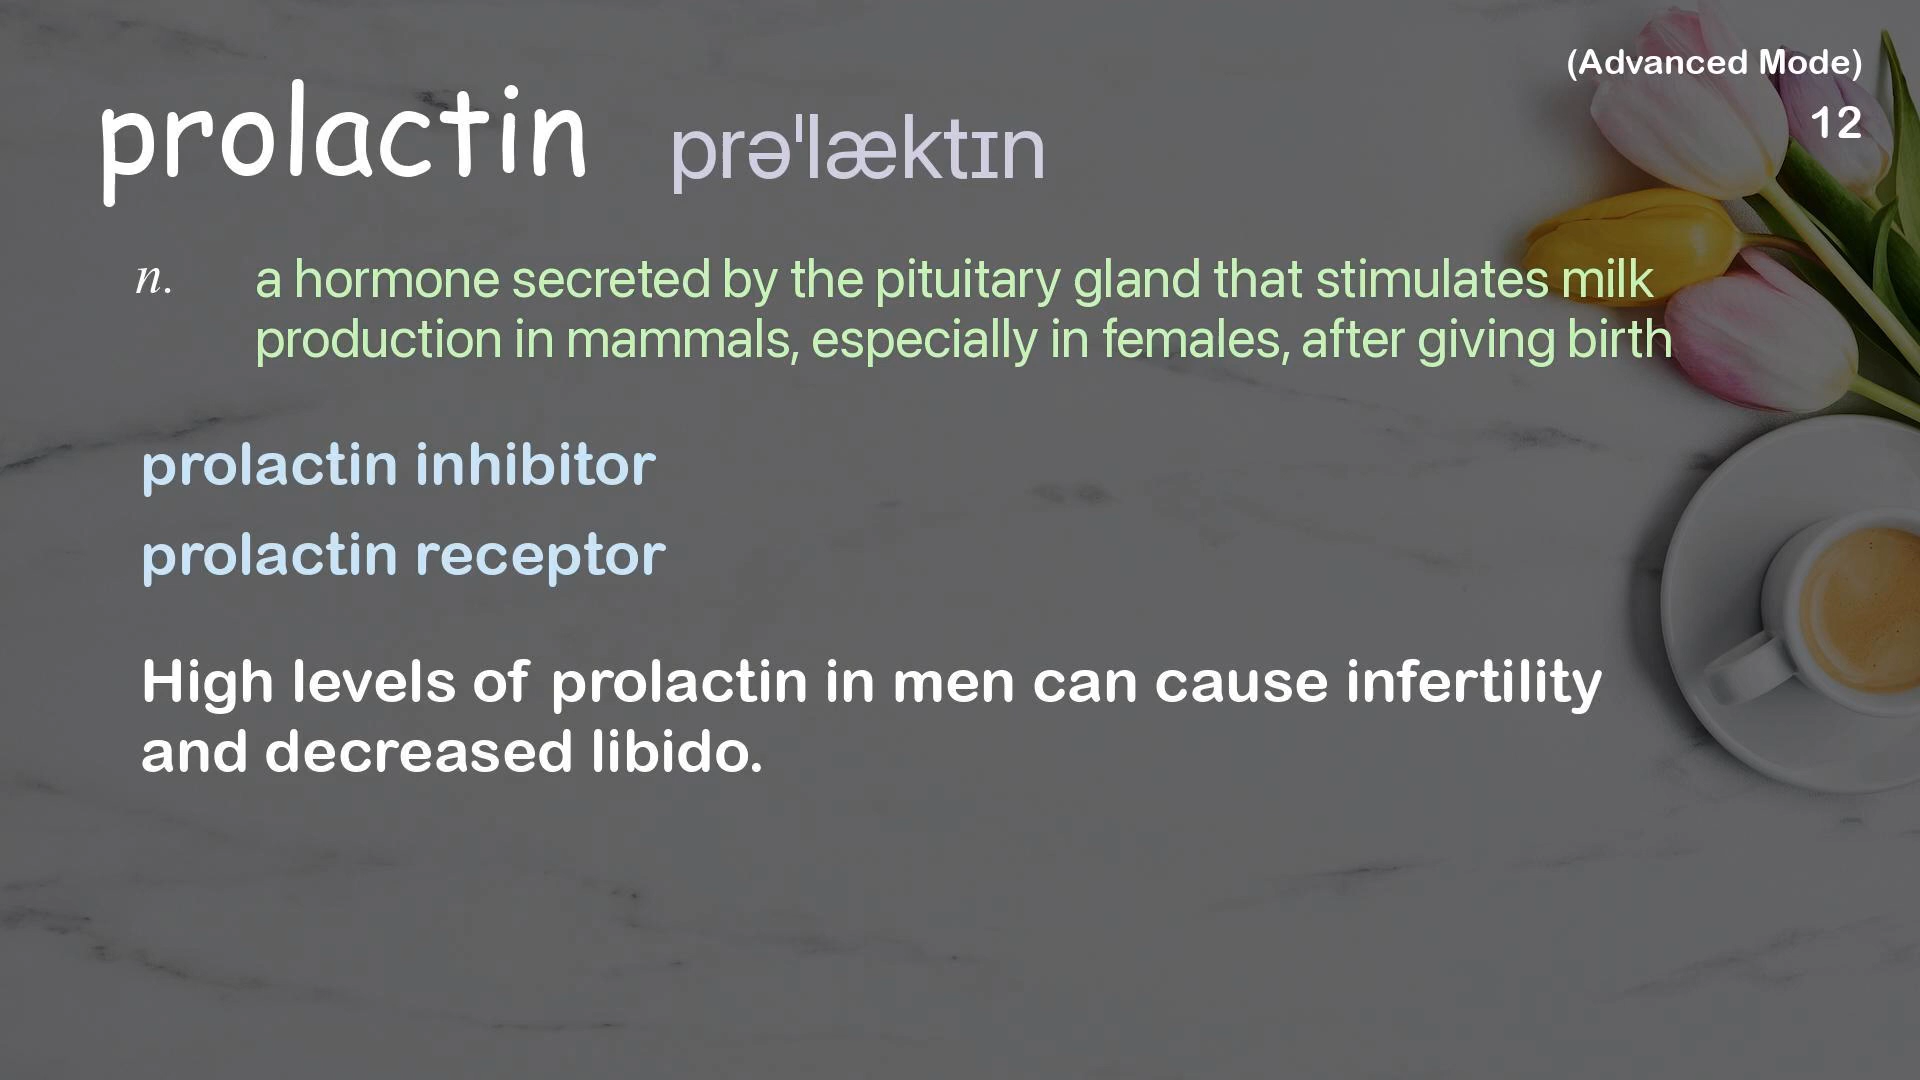 (Advanced Mode)
12
prolactin prəˈlæktɪn
n. a hormone secreted by the pituitary gland that stimulates milk
production in mammals, especially in females, after giving birth
prolactin inhibitor
prolactin receptor
High levels of prolactin in men can cause infertility
and decreased libido.